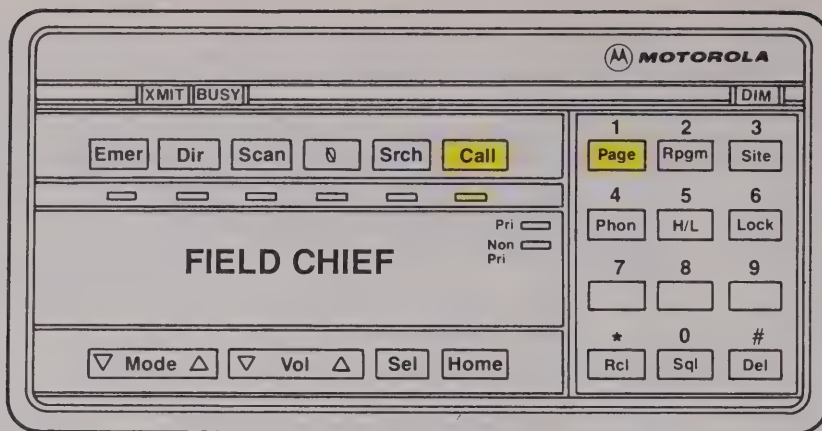 MOTOROLA
XMIT BUSY DIM
Emer Dir Scan Srch Call
1 2 3
Page Rpgm Site
4 5 6
Phon H/L Lock
7 8 9
Pri
Non
Pri
FIELD CHIEF
▽ Mode △ ▽ Vol △ Sel Home
* 0 #
Rcl Sql Del